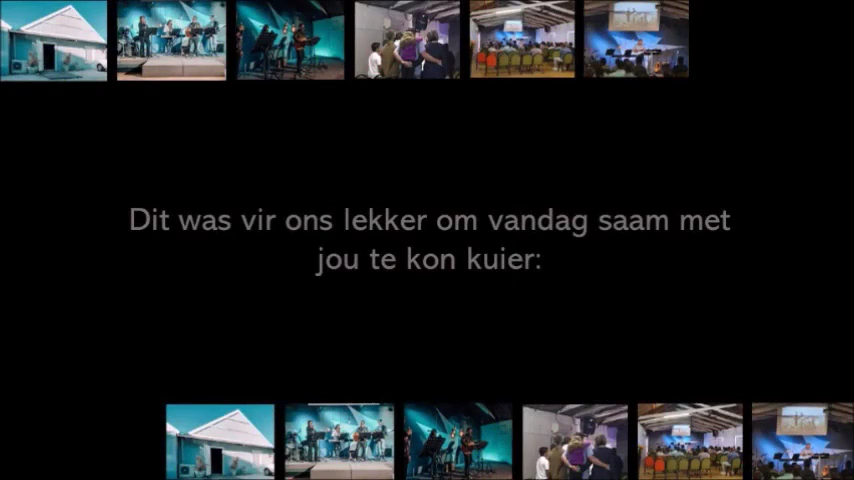 Dit was vir ons lekker om vandag saam met
jou te kon kuier: